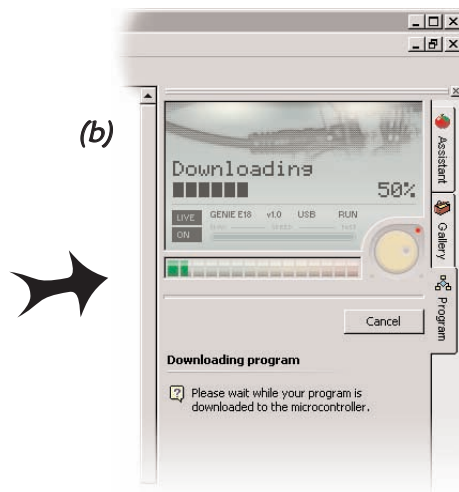 (b)
Downloading
50%
LIVE GENIE E18 v1.0 USB RUN
ON
Cancel
Downloading program
Please wait while your program is
downloaded to the microcontroller.
Assistant
Gallery
Program